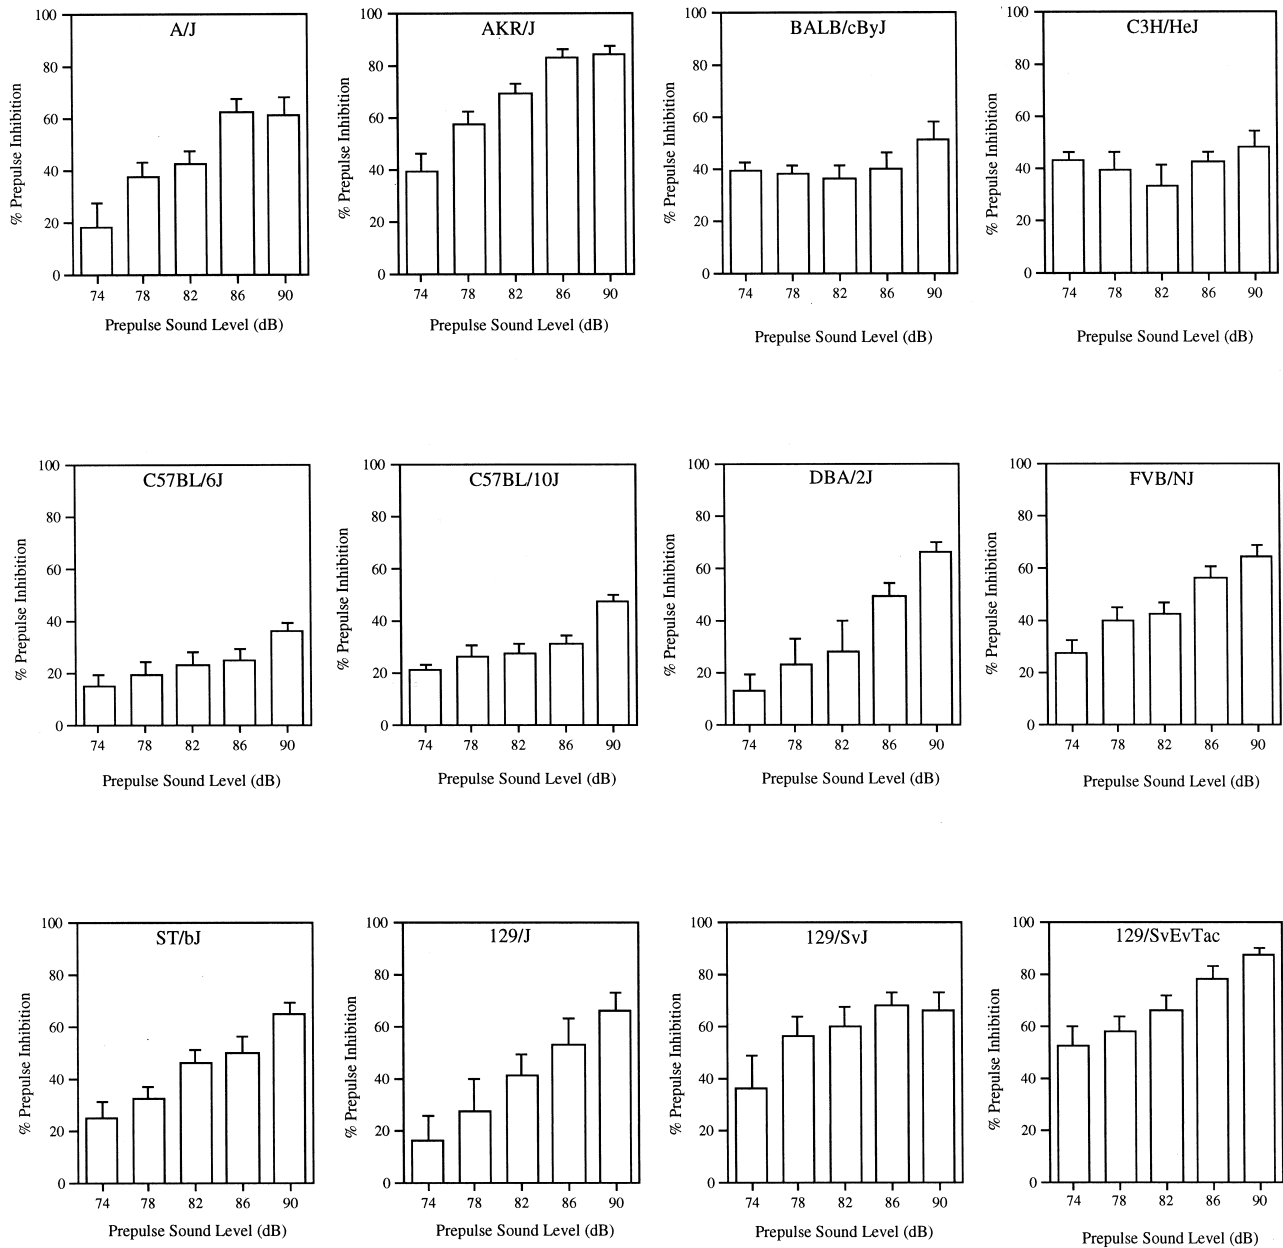 A/J
% Prepulse Inhibition
100
80
60
40
20
0
74 78 82 86 90
Prepulse Sound Level (dB)
AKR/J
% Prepulse Inhibition
100
80
60
40
20
0
74 78 82 86 90
Prepulse Sound Level (dB)
BALB/cByJ
% Prepulse Inhibition
100
80
60
40
20
0
74 78 82 86 90
Prepulse Sound Level (dB)
C3H/HeJ
% Prepulse Inhibition
100
80
60
40
20
0
74 78 82 86 90
Prepulse Sound Level (dB)
C57BL/6J
% Prepulse Inhibition
100
80
60
40
20
0
74 78 82 86 90
Prepulse Sound Level (dB)
C57BL/10J
% Prepulse Inhibition
100
80
60
40
20
0
74 78 82 86 90
Prepulse Sound Level (dB)
DBA/2J
% Prepulse Inhibition
100
80
60
40
20
0
74 78 82 86 90
Prepulse Sound Level (dB)
FVB/NJ
% Prepulse Inhibition
100
80
60
40
20
0
74 78 82 86 90
Prepulse Sound Level (dB)
ST/bJ
% Prepulse Inhibition
100
80
60
40
20
0
74 78 82 86 90
Prepulse Sound Level (dB)
129/J
% Prepulse Inhibition
100
80
60
40
20
0
74 78 82 86 90
Prepulse Sound Level (dB)
129/SvJ
% Prepulse Inhibition
100
80
60
40
20
0
74 78 82 86 90
Prepulse Sound Level (dB)
129/SvEvTac
% Prepulse Inhibition
100
80
60
40
20
0
74 78 82 86 90
Prepulse Sound Level (dB)